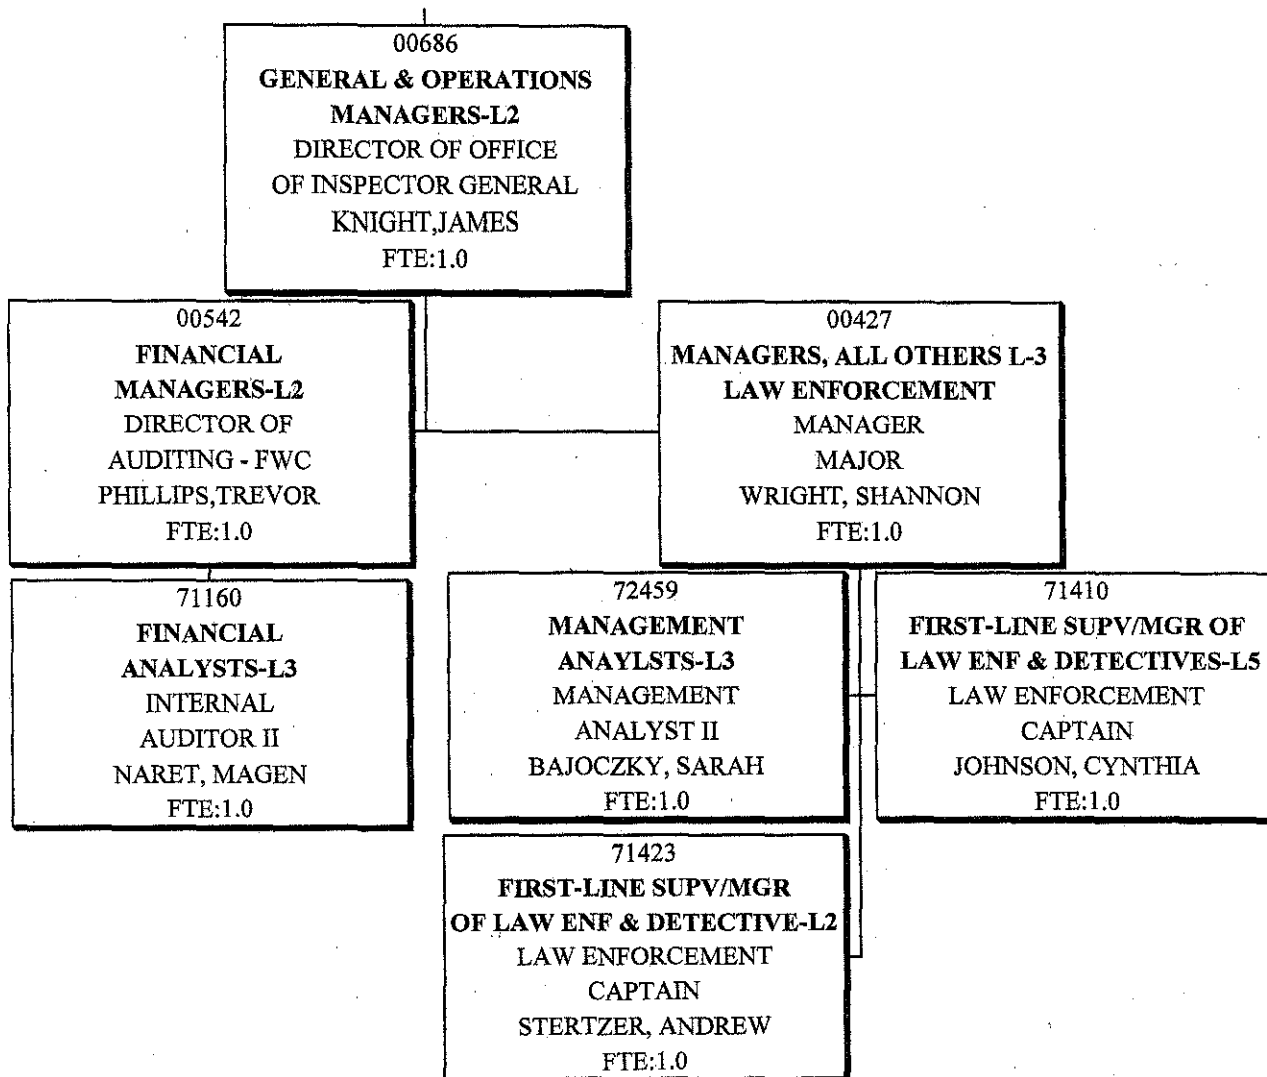 00686
GENERAL & OPERATIONS
MANAGERS-L2
DIRECTOR OF OFFICE
OF INSPECTOR GENERAL
KNIGHT,JAMES
FTE:1.0
00542
FINANCIAL
MANAGERS-L2
DIRECTOR OF
AUDITING - FWC
PHILLIPS,TREVOR
FTE:1.0
00427
MANAGERS, ALL OTHERS L-3
LAW ENFORCEMENT
MANAGER
MAJOR
WRIGHT, SHANNON
FTE:1.0
71160
FINANCIAL
ANALYSTS-L3
INTERNAL
AUDITOR II
NARET, MAGEN
FTE:1.0
72459
MANAGEMENT
ANAYLSTS-L3
MANAGEMENT
ANALYST II
BAJOCZKY, SARAH
FTE:1.0
71410
FIRST-LINE SUPV/MGR OF
LAW ENF & DETECTIVES-L5
LAW ENFORCEMENT
CAPTAIN
JOHNSON, CYNTHIA
FTE:1.0
71423
FIRST-LINE SUPV/MGR
OF LAW ENF & DETECTIVE-L2
LAW ENFORCEMENT
CAPTAIN
STERTZER, ANDREW
FTE:1.0